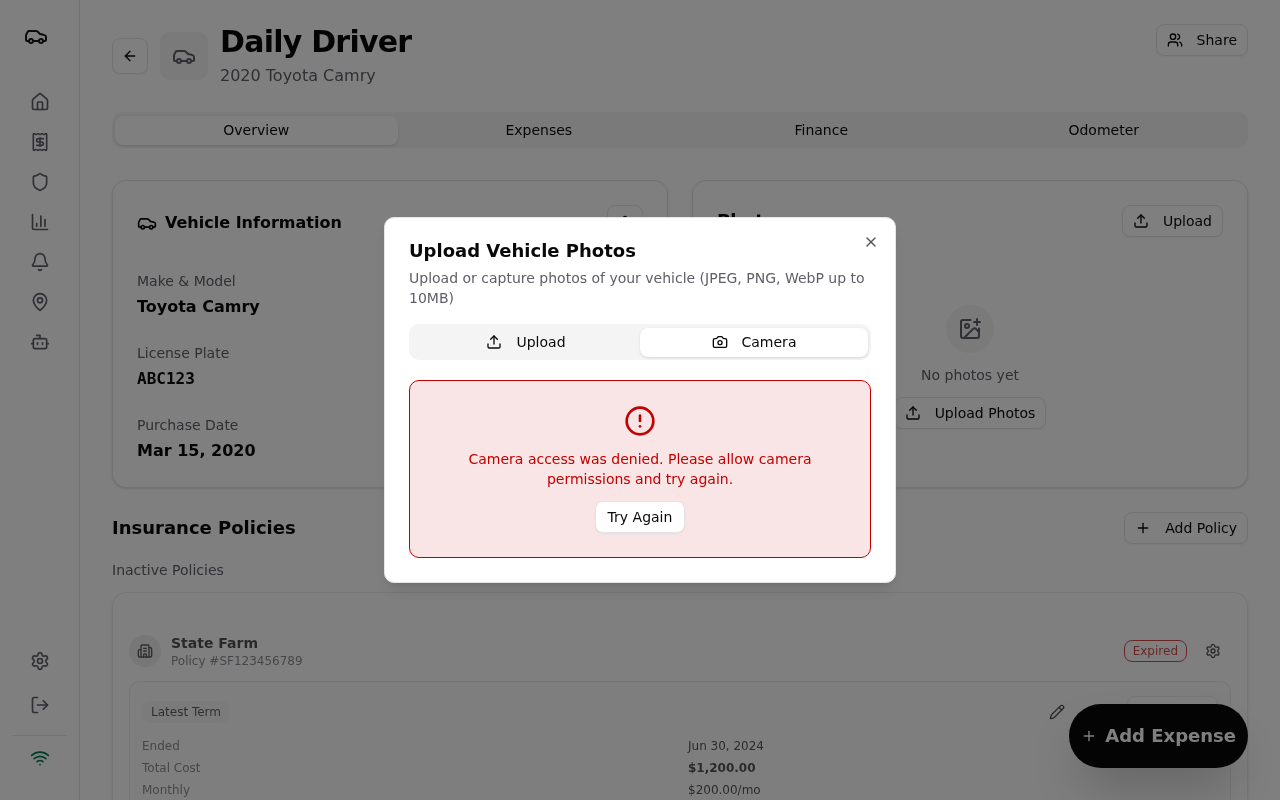 Daily Driver
2020 Toyota Camry
Share
Overview
Expenses
Finance
Odometer
Vehicle Information
Upload
Make & Model
Toyota Camry
License Plate
ABC123
Purchase Date
Mar 15, 2020
No photos yet
Upload Photos
Upload Vehicle Photos
Upload or capture photos of your vehicle (JPEG, PNG, WebP up to
10MB)
Upload
Camera
Camera access was denied. Please allow camera
permissions and try again.
Try Again
Insurance Policies
Add Policy
Inactive Policies
State Farm
Policy #SF123456789
Expired
Latest Term
Ended
Jun 30, 2024
Total Cost
$1,200.00
Monthly
$200.00/mo
Add Expense